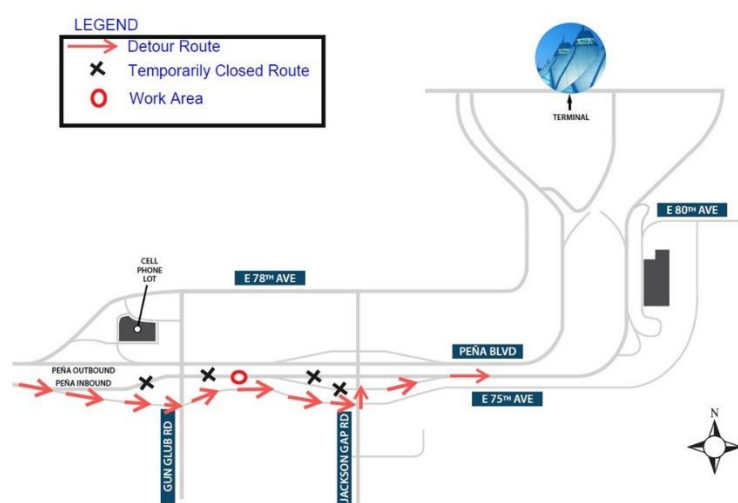 LEGEND
Detour Route
Temporarily Closed Route
Work Area
TERMINAL
E 80TH AVE
CELL
PHONE
LOT
E 78TH AVE
PEÑA OUTBOUND
PEÑA INBOUND
PEÑA BLVD
E 75TH AVE
GUN GLUB RD
JACKSON GAP RD
N